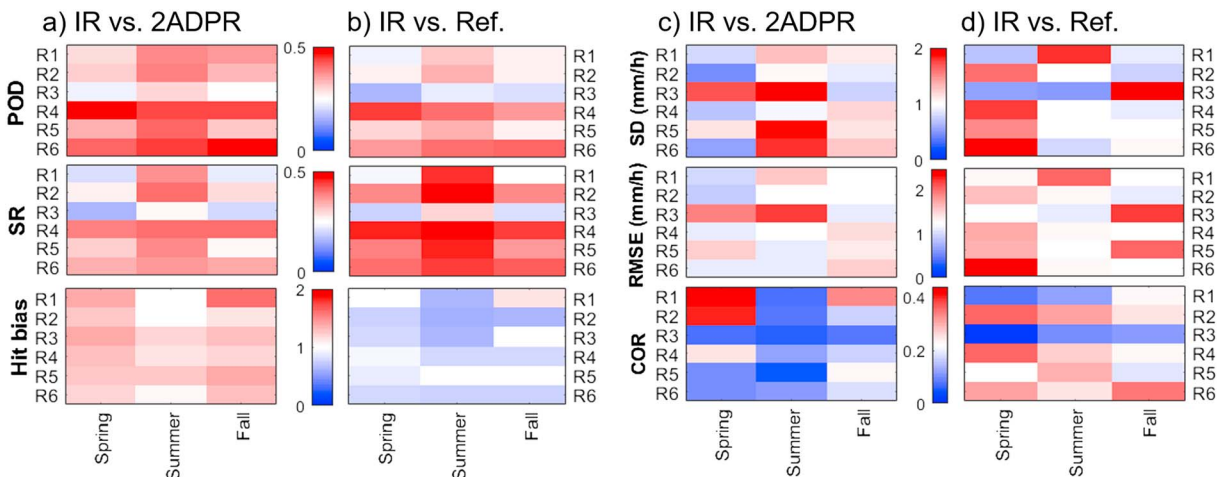 a) IR vs. 2ADPR
b) IR vs. Ref.
c) IR vs. 2ADPR
d) IR vs. Ref.
POD
R1
R2
R3
R4
R5
R6
0.5
0
R1
R2
R3
R4
R5
R6
SR
R1
R2
R3
R4
R5
R6
0.5
0
R1
R2
R3
R4
R5
R6
Hit bias
R1
R2
R3
R4
R5
R6
2
1
0
R1
R2
R3
R4
R5
R6
Spring
Summer
Fall
Spring
Summer
Fall
SD (mm/h)
R1
R2
R3
R4
R5
R6
2
1
0
R1
R2
R3
R4
R5
R6
RMSE (mm/h)
R1
R2
R3
R4
R5
R6
2
1
0
R1
R2
R3
R4
R5
R6
COR
R1
R2
R3
R4
R5
R6
0.4
0.2
0
R1
R2
R3
R4
R5
R6
Spring
Summer
Fall
Spring
Summer
Fall